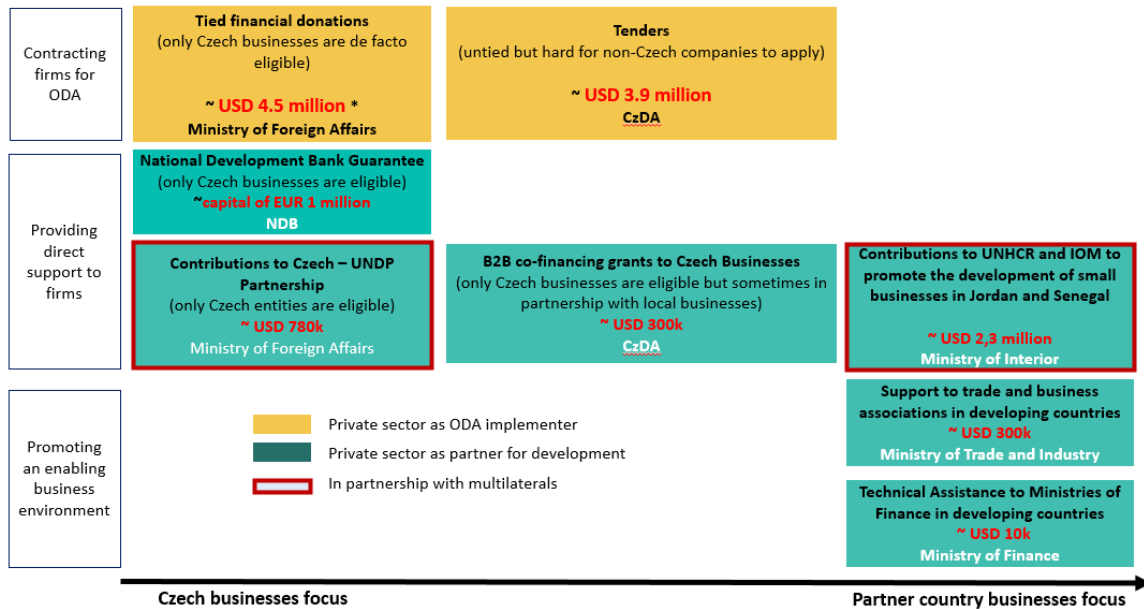 Contracting
firms for
ODA
Tied financial donations
(only Czech businesses are de facto
eligible)
~ USD 4.5 million *
Ministry of Foreign Affairs
Tenders
(untied but hard for non-Czech companies to apply)
~ USD 3.9 million
CzDA
Providing
direct
support to
firms
National Development Bank Guarantee
(only Czech businesses are eligible)
~capital of EUR 1 million
NDB
Contributions to Czech – UNDP
Partnership
(only Czech entities are eligible)
~ USD 780k
Ministry of Foreign Affairs
B2B co-financing grants to Czech Businesses
(only Czech businesses are eligible but sometimes in
partnership with local businesses)
~ USD 300k
CzDA
Contributions to UNHCR and IOM to
promote the development of small
businesses in Jordan and Senegal
~ USD 2,3 million
Ministry of Interior
Promoting
an enabling
business
environment
Support to trade and business
associations in developing countries
~ USD 300k
Ministry of Trade and Industry
Technical Assistance to Ministries of
Finance in developing countries
~ USD 10k
Ministry of Finance
Private sector as ODA implementer
Private sector as partner for development
In partnership with multilaterals
Czech businesses focus
Partner country businesses focus